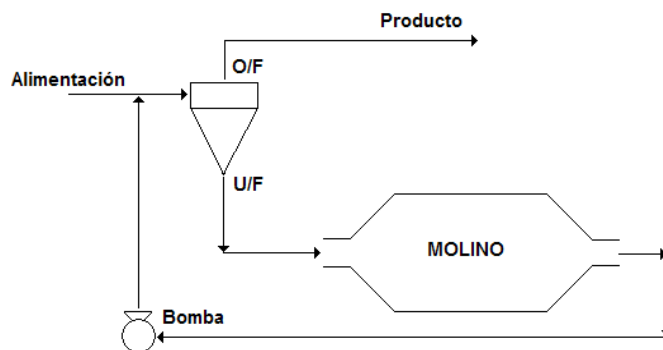 Producto
O/F
Alimentación
U/F
MOLINO
Bomba